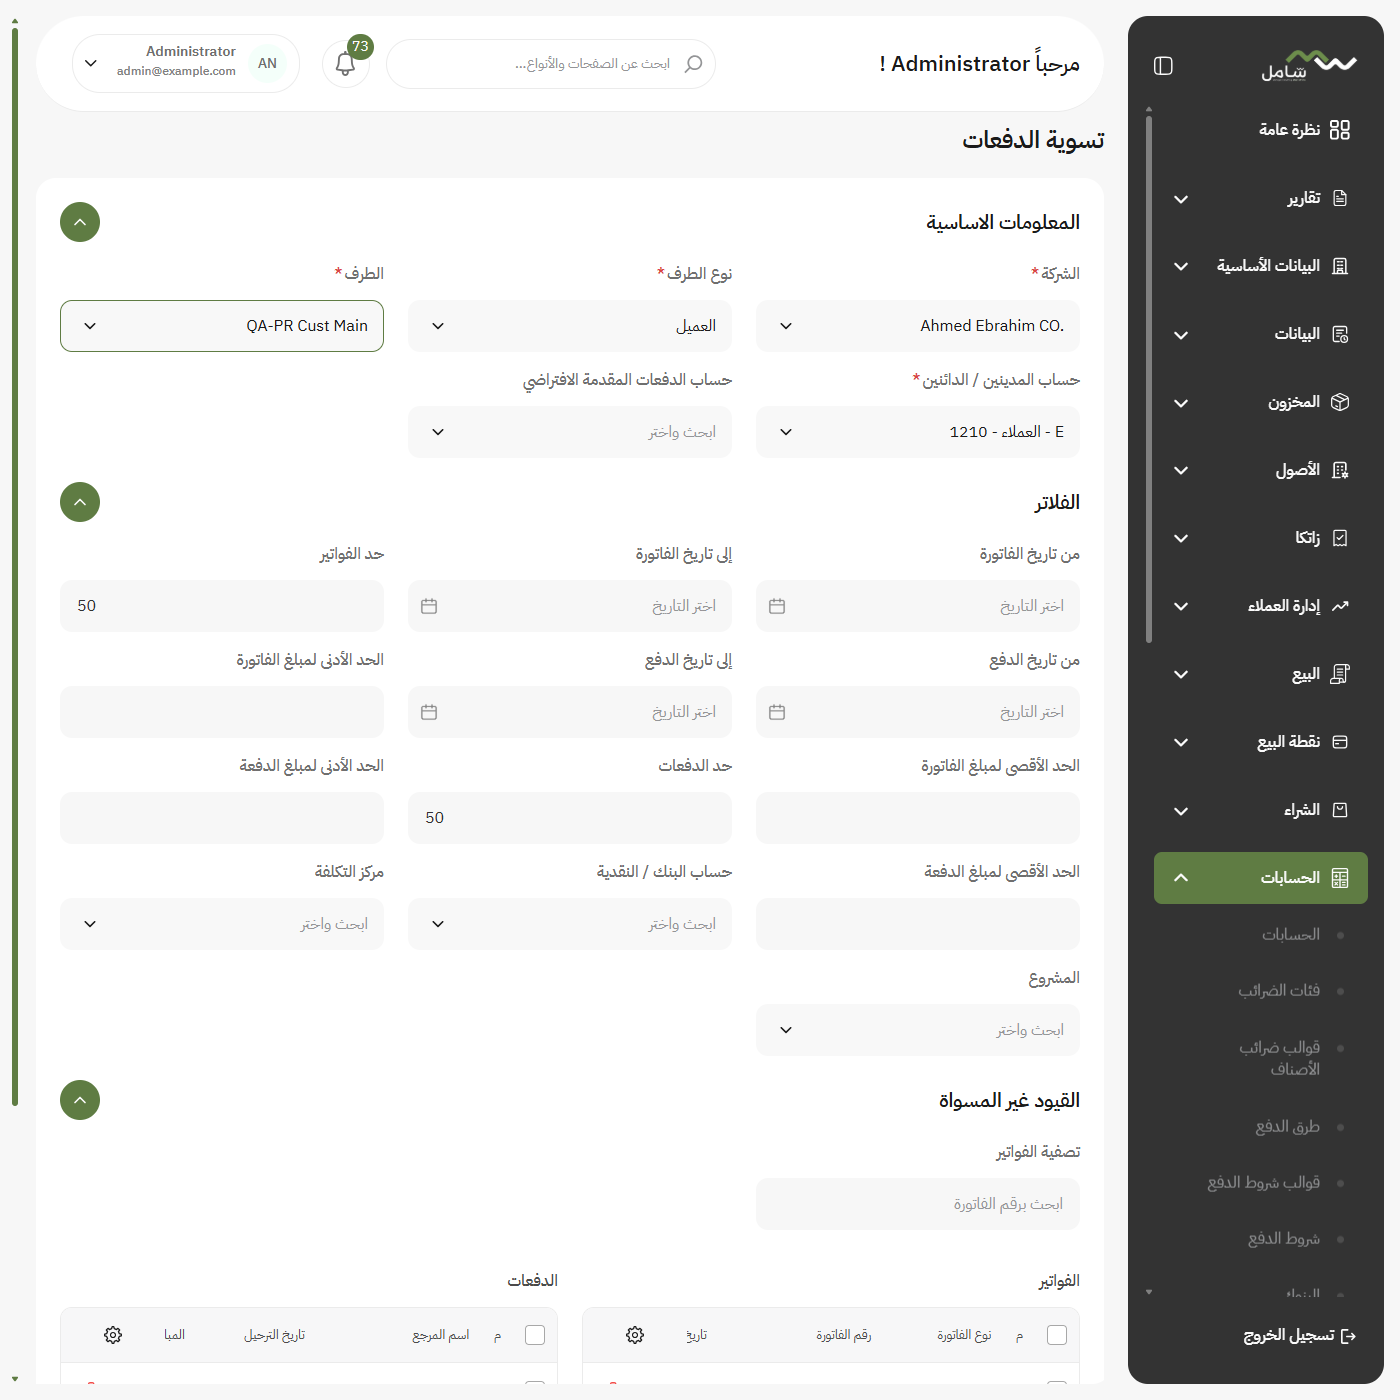 شامل
نظرة عامة
تقارير
البيانات الأساسية
البيانات
المخزون
الأصول
زاتكا
إدارة العملاء
البيع
نقطة البيع
الشراء
الحسابات
الحسابات
فئات الضرائب
قوالب ضرائب
الأصناف
طرق الدفع
قوالب شروط الدفع
شروط الدفع
البنوك
تسجيل الخروج
مرحباً Administrator !
ابحث عن الصفحات والأنواع...
73
AN
Administrator
admin@example.com
تسوية الدفعات
المعلومات الاساسية
الشركة *
نوع الطرف *
الطرف *
Ahmed Ebrahim CO.
العميل
QA-PR Cust Main
حساب المدينين / الدائنين *
حساب الدفعات المقدمة الافتراضي
1210 - العملاء - E
ابحث واختر
الفلاتر
من تاريخ الفاتورة
إلى تاريخ الفاتورة
حد الفواتير
اختر التاريخ
اختر التاريخ
50
من تاريخ الدفع
إلى تاريخ الدفع
الحد الأدنى لمبلغ الفاتورة
اختر التاريخ
اختر التاريخ
الحد الأقصى لمبلغ الفاتورة
حد الدفعات
الحد الأدنى لمبلغ الدفعة
50
الحد الأقصى لمبلغ الدفعة
حساب البنك / النقدية
مركز التكلفة
ابحث واختر
ابحث واختر
المشروع
ابحث واختر
القيود غير المسواة
تصفية الفواتير
ابحث برقم الفاتورة
الفواتير
م
نوع الفاتورة
رقم الفاتورة
تاريخ
الدفعات
م
اسم المرجع
تاريخ الترحيل
المبا